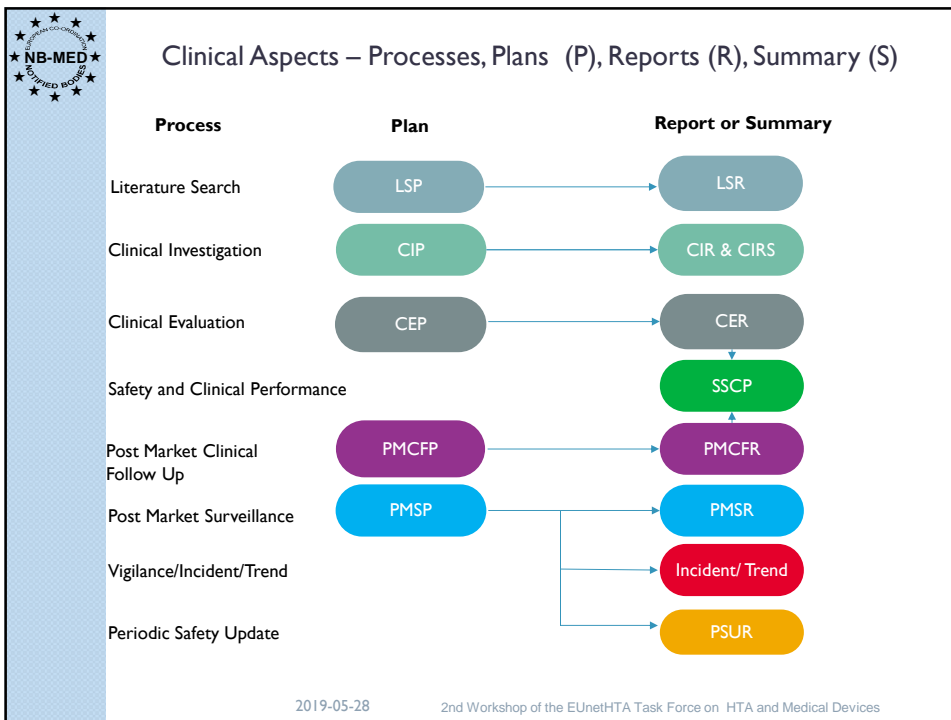 EUROPEAN CO-ORDINATION
NB-MED
NOTIFIED BODIES
Clinical Aspects – Processes, Plans (P), Reports (R), Summary (S)
Process Plan Report or Summary
Literature Search LSP LSR
Clinical Investigation CIP CIR & CIRS
Clinical Evaluation CEP CER
Safety and Clinical Performance SSCP
Post Market Clinical PMCFP PMCFR
Follow Up
Post Market Surveillance PMSP PMSR
Vigilance/Incident/Trend Incident/ Trend
Periodic Safety Update PSUR
2019-05-28 2nd Workshop of the EUnetHTA Task Force on HTA and Medical Devices